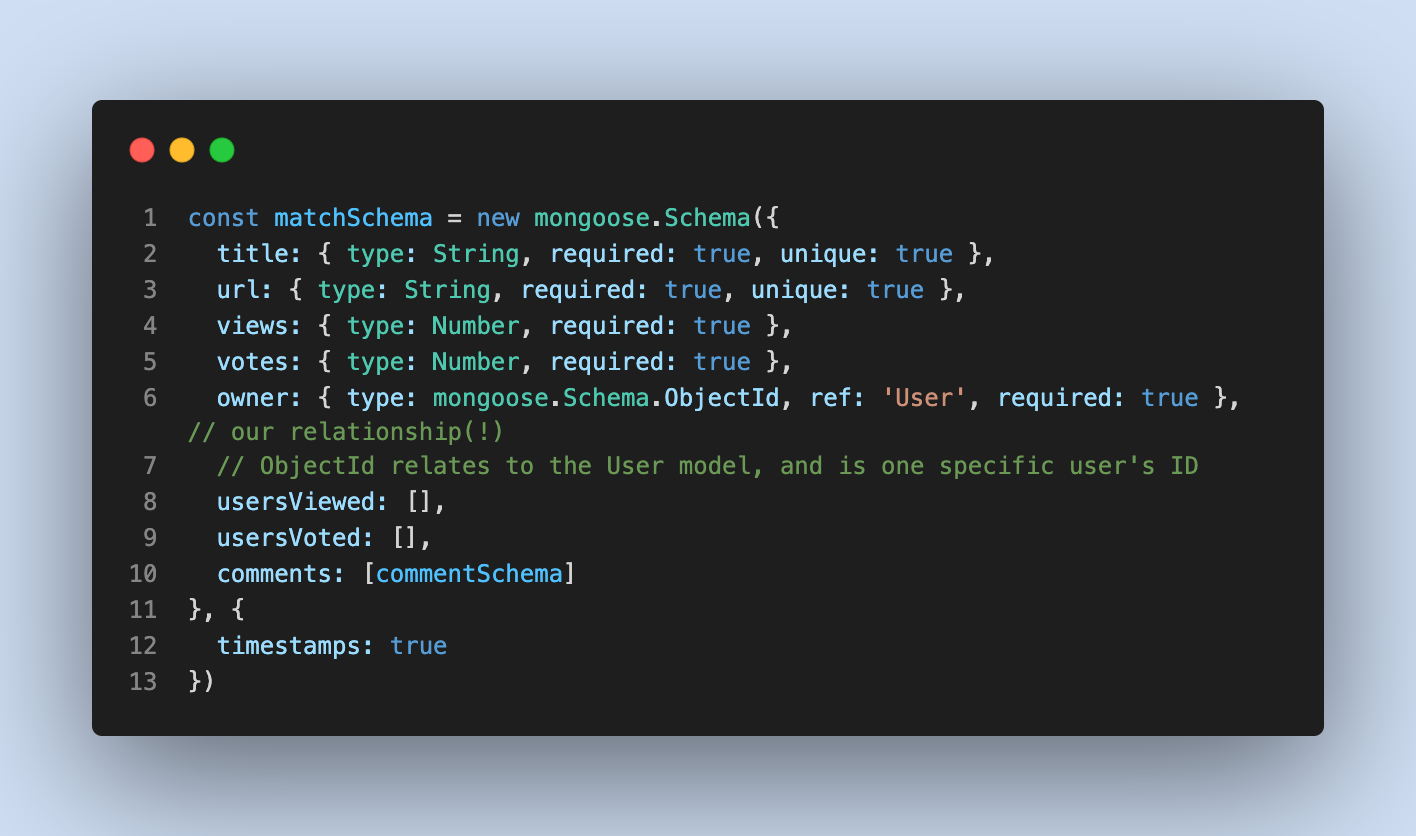 1 const matchSchema = new mongoose.Schema({
2   title: { type: String, required: true, unique: true },
3   url: { type: String, required: true, unique: true },
4   views: { type: Number, required: true },
5   votes: { type: Number, required: true },
6   owner: { type: mongoose.Schema.ObjectId, ref: 'User', required: true },
// our relationship(!)
7   // ObjectId relates to the User model, and is one specific user's ID
8   usersViewed: [],
9   usersVoted: [],
10   comments: [commentSchema]
11 }, {
12   timestamps: true
13 })